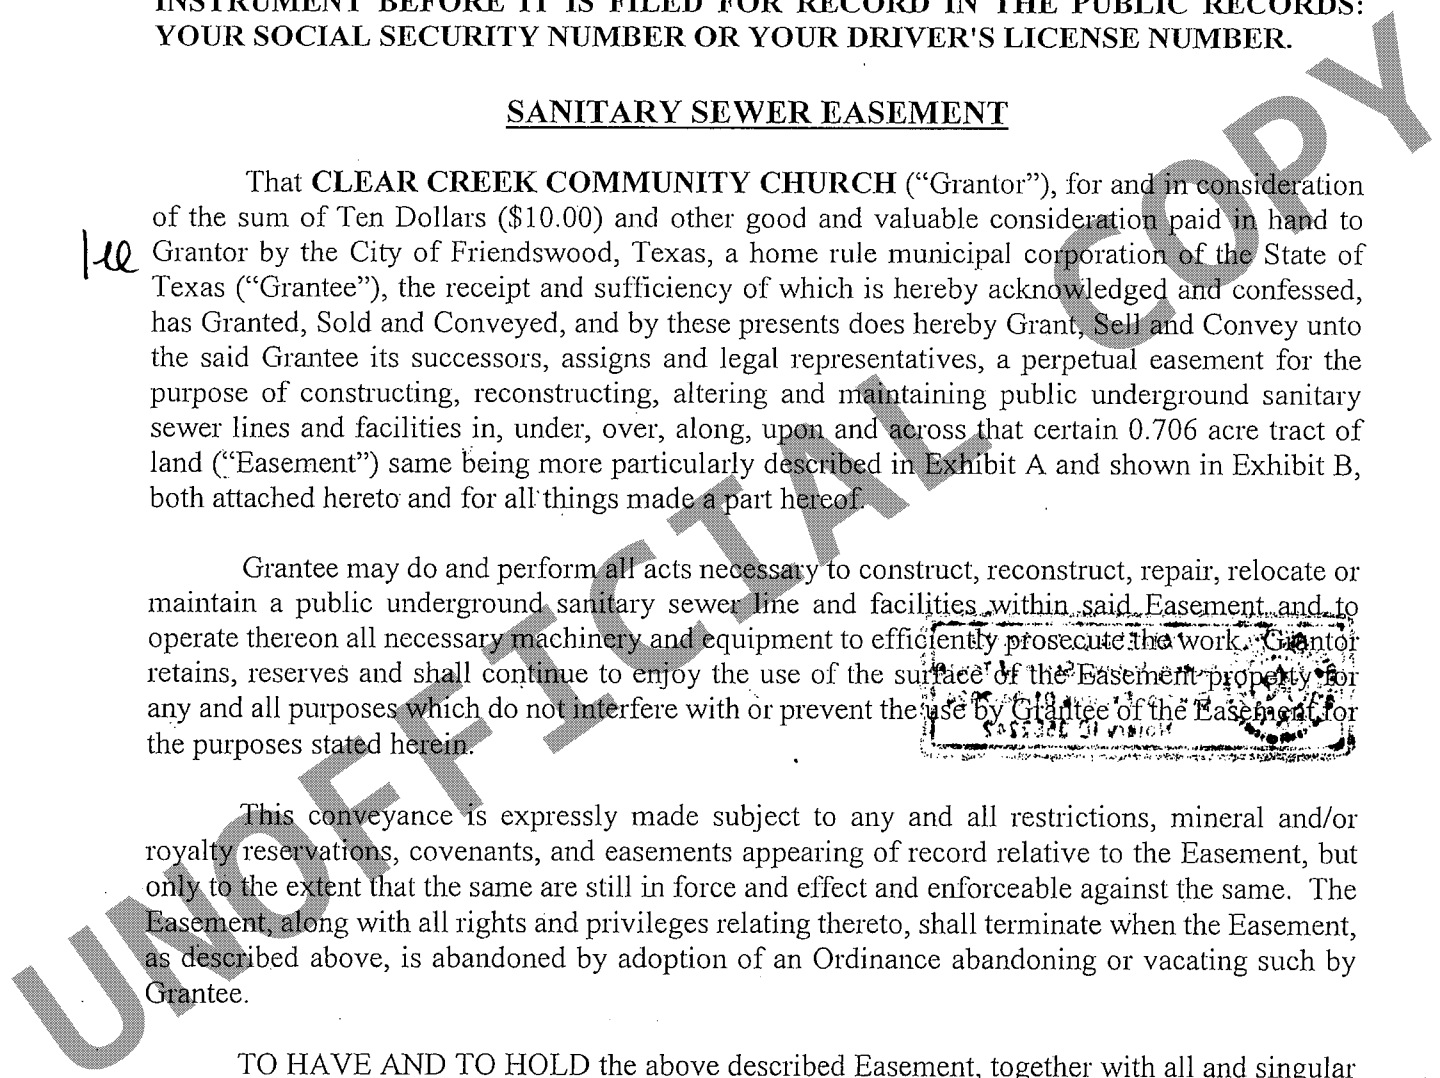 INSTRUMENT BEFORE IT IS FILED FOR RECORD IN THE PUBLIC RECORDS:
YOUR SOCIAL SECURITY NUMBER OR YOUR DRIVER'S LICENSE NUMBER.
SANITARY SEWER EASEMENT
That CLEAR CREEK COMMUNITY CHURCH (“Grantor”), for and in consideration
of the sum of Ten Dollars ($10.00) and other good and valuable consideration paid in hand to
Grantor by the City of Friendswood, Texas, a home rule municipal corporation of the State of
Texas (“Grantee”), the receipt and sufficiency of which is hereby acknowledged and confessed,
has Granted, Sold and Conveyed, and by these presents does hereby Grant, Sell and Convey unto
the said Grantee its successors, assigns and legal representatives, a perpetual easement for the
purpose of constructing, reconstructing, altering and maintaining public underground sanitary
sewer lines and facilities in, under, over, along, upon and across that certain 0.706 acre tract of
land (“Easement”) same being more particularly described in Exhibit A and shown in Exhibit B,
both attached hereto and for all things made a part hereof.
Grantee may do and perform all acts necessary to construct, reconstruct, repair, relocate or
maintain a public underground sanitary sewer line and facilities within said Easement and to
operate thereon all necessary machinery and equipment to efficiently prosecute the work. Grantor
retains, reserves and shall continue to enjoy the use of the surface of the Easement property for
any and all purposes which do not interfere with or prevent the use by Grantee of the Easement for
the purposes stated herein.
This conveyance is expressly made subject to any and all restrictions, mineral and/or
royalty reservations, covenants, and easements appearing of record relative to the Easement, but
only to the extent that the same are still in force and effect and enforceable against the same. The
Easement, along with all rights and privileges relating thereto, shall terminate when the Easement,
as described above, is abandoned by adoption of an Ordinance abandoning or vacating such by
Grantee.
TO HAVE AND TO HOLD the above described Easement, together with all and singular
UNOFFICIAL COPY